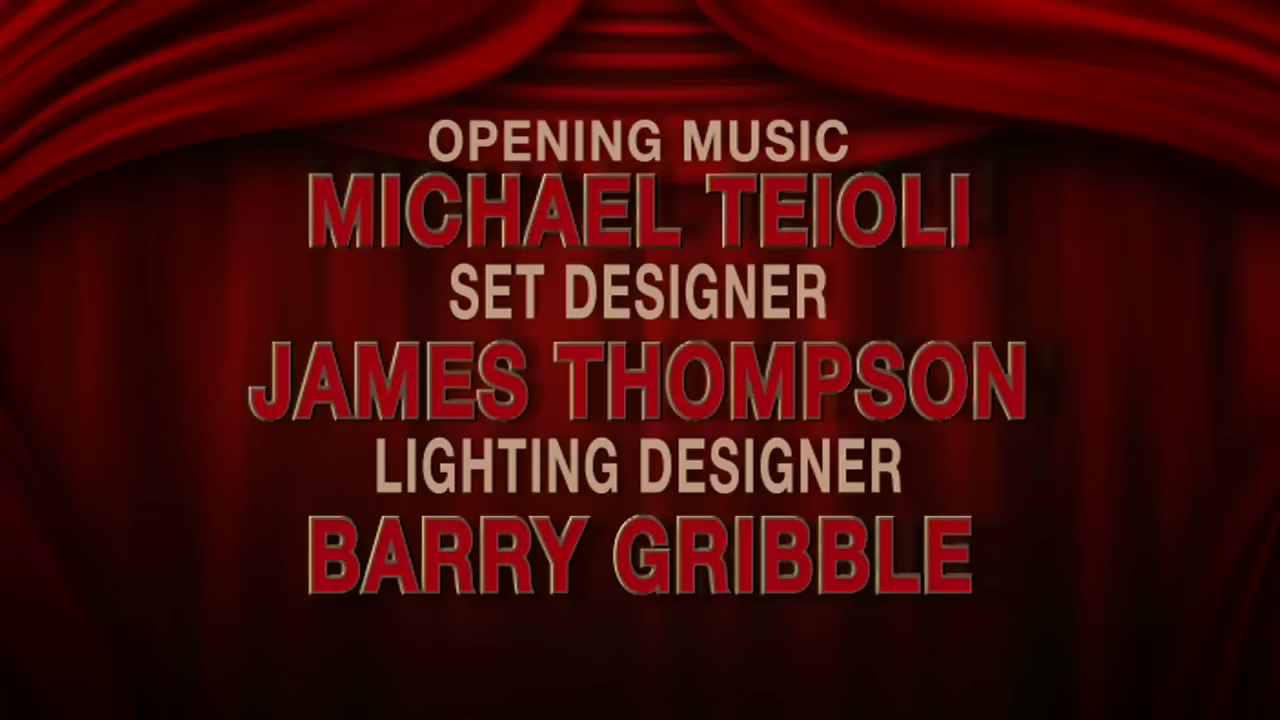 OPENING MUSIC
MICHAEL TEIOLI
SET DESIGNER
JAMES THOMPSON
LIGHTING DESIGNER
BARRY GRIBBLE